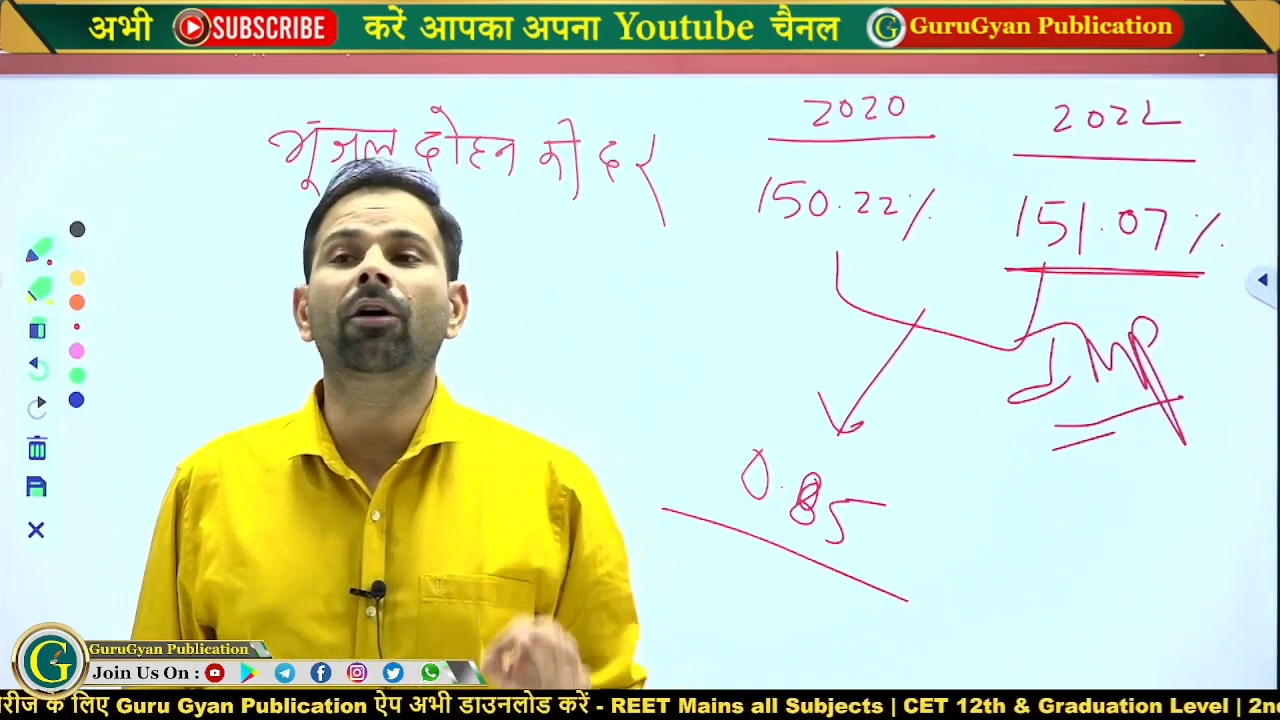 अभी SUBSCRIBE करें आपका अपना Youtube चैनल G GuruGyan Publication
भूजल दोहन की दर
2020
2022
150.22%
151.07%
IMP
0.85
G GuruGyan Publication
Join Us On :
रीज के लिए Guru Gyan Publication ऐप अभी डाउनलोड करें - REET Mains all Subjects | CET 12th & Graduation Level | 2nd